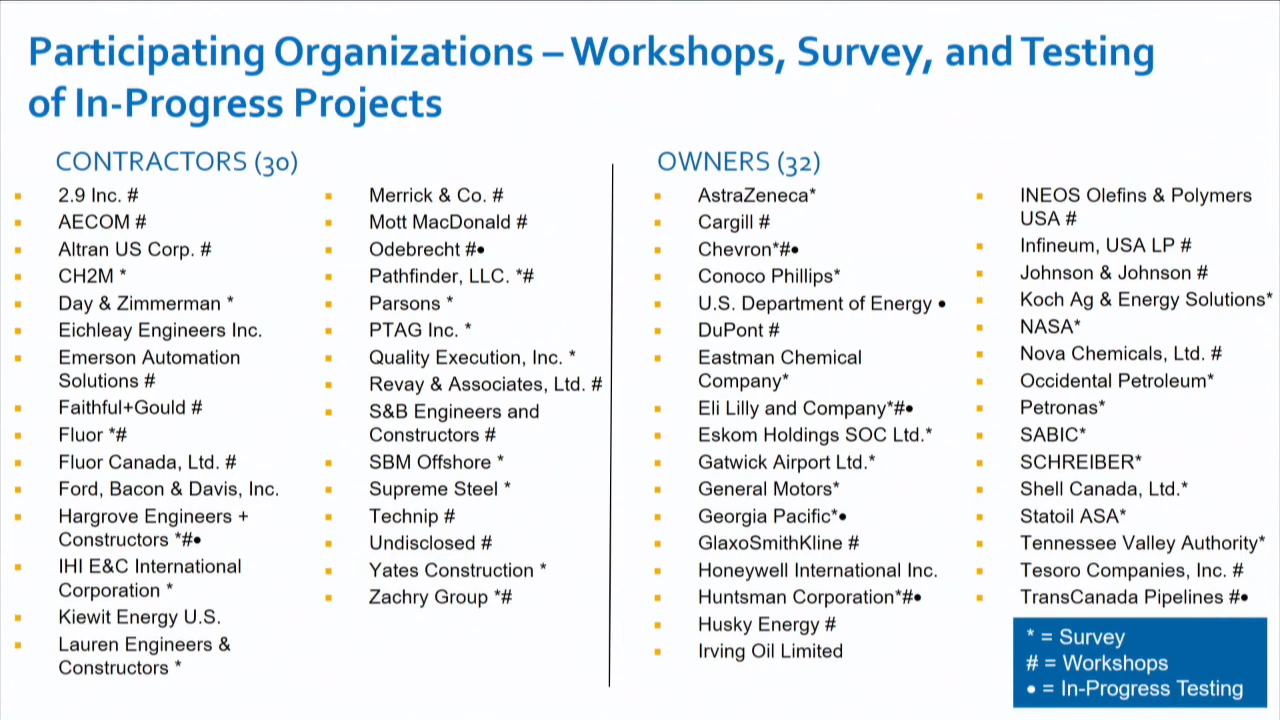 Participating Organizations – Workshops, Survey, and Testing
of In-Progress Projects
CONTRACTORS (30)
2.9 Inc. #
AECOM #
Altran US Corp. #
CH2M *
Day & Zimmerman *
Eichleay Engineers Inc.
Emerson Automation
Solutions #
Faithful+Gould #
Fluor *#
Fluor Canada, Ltd. #
Ford, Bacon & Davis, Inc.
Hargrove Engineers +
Constructors *#•
IHI E&C International
Corporation *
Kiewit Energy U.S.
Lauren Engineers &
Constructors *
Merrick & Co. #
Mott MacDonald #
Odebrecht #•
Pathfinder, LLC. *#
Parsons *
PTAG Inc. *
Quality Execution, Inc. *
Revay & Associates, Ltd. #
S&B Engineers and
Constructors #
SBM Offshore *
Supreme Steel *
Technip #
Undisclosed #
Yates Construction *
Zachry Group *#
OWNERS (32)
AstraZeneca*
Cargill #
Chevron*#•
Conoco Phillips*
U.S. Department of Energy •
DuPont #
Eastman Chemical
Company*
Eli Lilly and Company*#•
Eskom Holdings SOC Ltd.*
Gatwick Airport Ltd.*
General Motors*
Georgia Pacific*•
GlaxoSmithKline #
Honeywell International Inc.
Huntsman Corporation*#•
Husky Energy #
Irving Oil Limited
INEOS Olefins & Polymers
USA #
Infineum, USA LP #
Johnson & Johnson #
Koch Ag & Energy Solutions*
NASA*
Nova Chemicals, Ltd. #
Occidental Petroleum*
Petronas*
SABIC*
SCHREIBER*
Shell Canada, Ltd.*
Statoil ASA*
Tennessee Valley Authority*
Tesoro Companies, Inc. #
TransCanada Pipelines #•
* = Survey
# = Workshops
• = In-Progress Testing